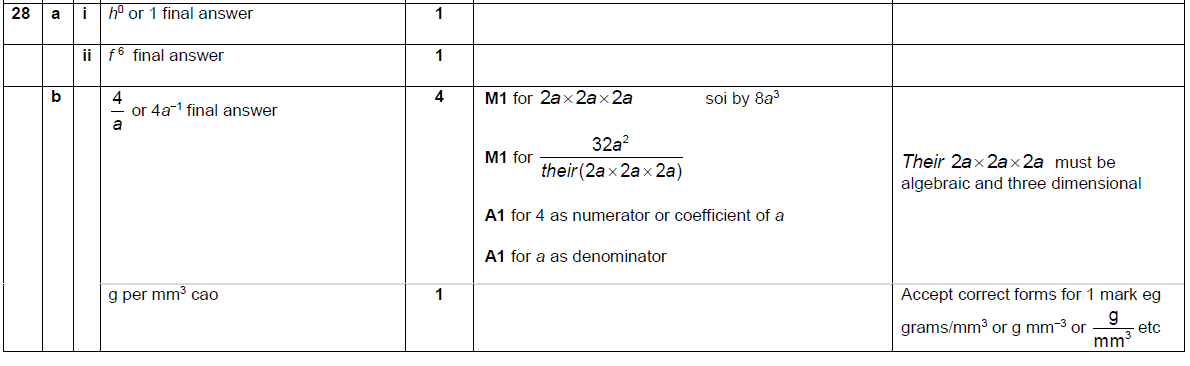 28 a i h⁰ or 1 final answer 1
ii f⁶ final answer 1
b 4/a or 4a⁻¹ final answer 4 M1 for 2a×2a×2a soi by 8a³
M1 for 32a²/their(2a×2a×2a)
Their 2a×2a×2a must be
algebraic and three dimensional
A1 for 4 as numerator or coefficient of a
A1 for a as denominator
g per mm³ cao 1 Accept correct forms for 1 mark eg
grams/mm³ or g mm⁻³ or g/mm³ etc